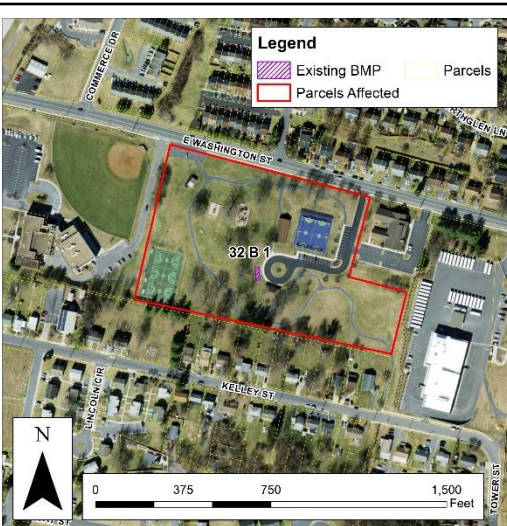 Legend
Existing BMP
Parcels
Parcels Affected
COMMERCE DR
E WASHINGTON ST
32 B 1
LINCOLN CIR
KELLEY ST
TOWER ST
N
0 375 750 1,500
Feet